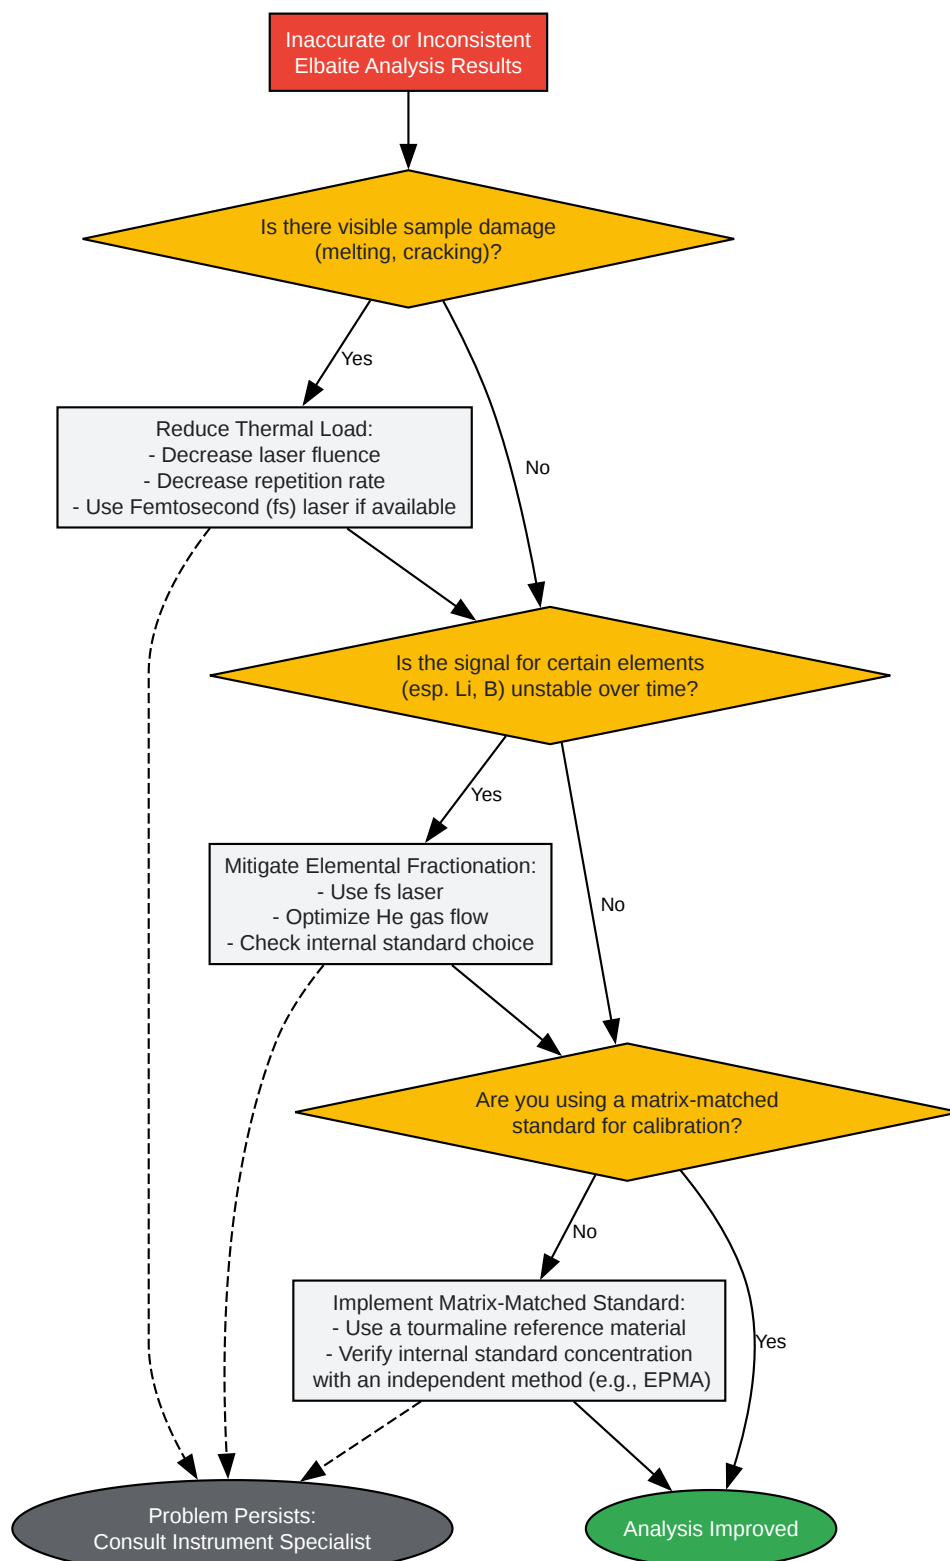 Inaccurate or Inconsistent
Elbaite Analysis Results
Is there visible sample damage
(melting, cracking)?
Yes
Reduce Thermal Load:
- Decrease laser fluence
- Decrease repetition rate
- Use Femtosecond (fs) laser if available
No
Is the signal for certain elements
(esp. Li, B) unstable over time?
Yes
Mitigate Elemental Fractionation:
- Use fs laser
- Optimize He gas flow
- Check internal standard choice
No
Are you using a matrix-matched
standard for calibration?
No
Implement Matrix-Matched Standard:
- Use a tourmaline reference material
- Verify internal standard concentration
with an independent method (e.g., EPMA)
Yes
Problem Persists:
Consult Instrument Specialist
Analysis Improved